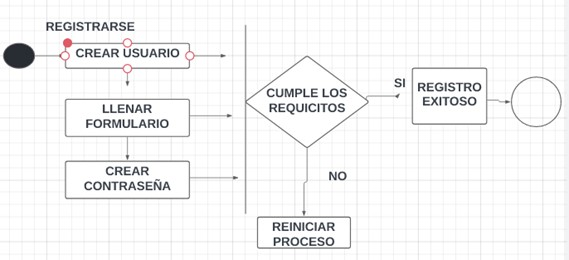 REGISTRARSE
CREAR USUARIO
LLENAR
FORMULARIO
CREAR
CONTRASEÑA
CUMPLE LOS
REQUICITOS
SI
REGISTRO
EXITOSO
NO
REINICIAR
PROCESO